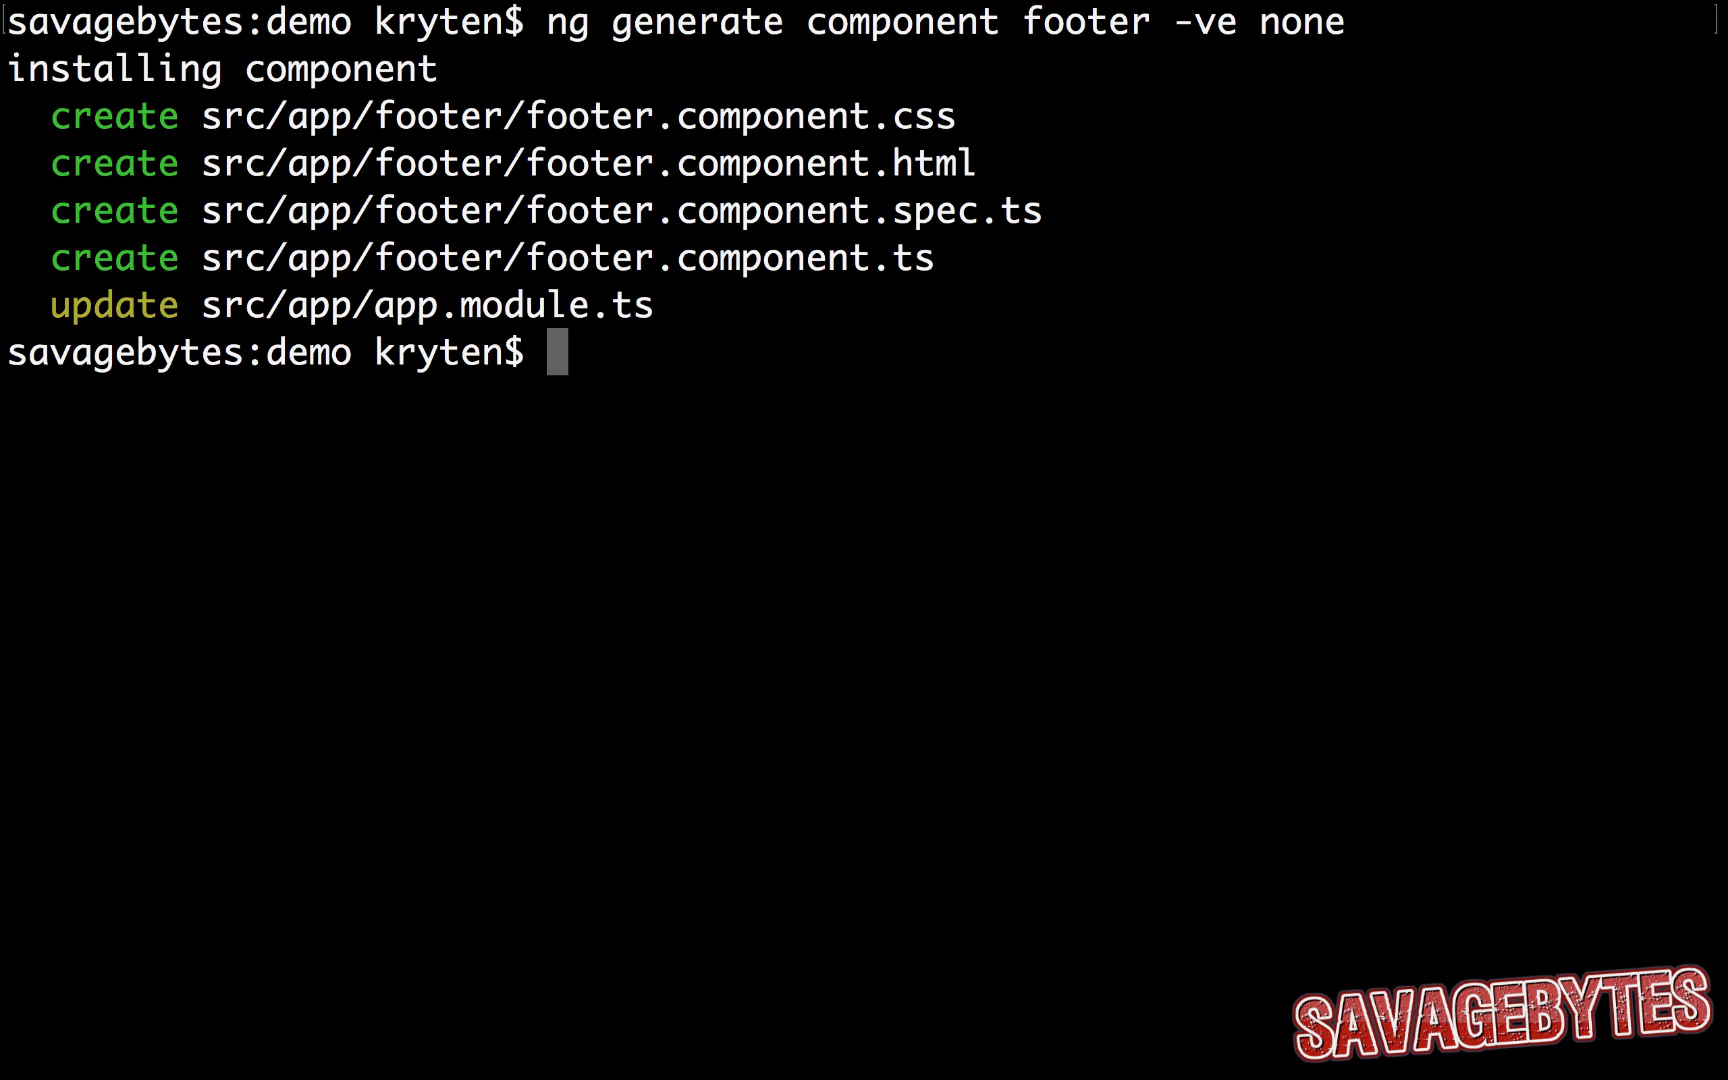 savagebytes:demo kryten$ ng generate component footer -ve none
installing component
  create src/app/footer/footer.component.css
  create src/app/footer/footer.component.html
  create src/app/footer/footer.component.spec.ts
  create src/app/footer/footer.component.ts
  update src/app/app.module.ts
savagebytes:demo kryten$
SAVAGEBYTES